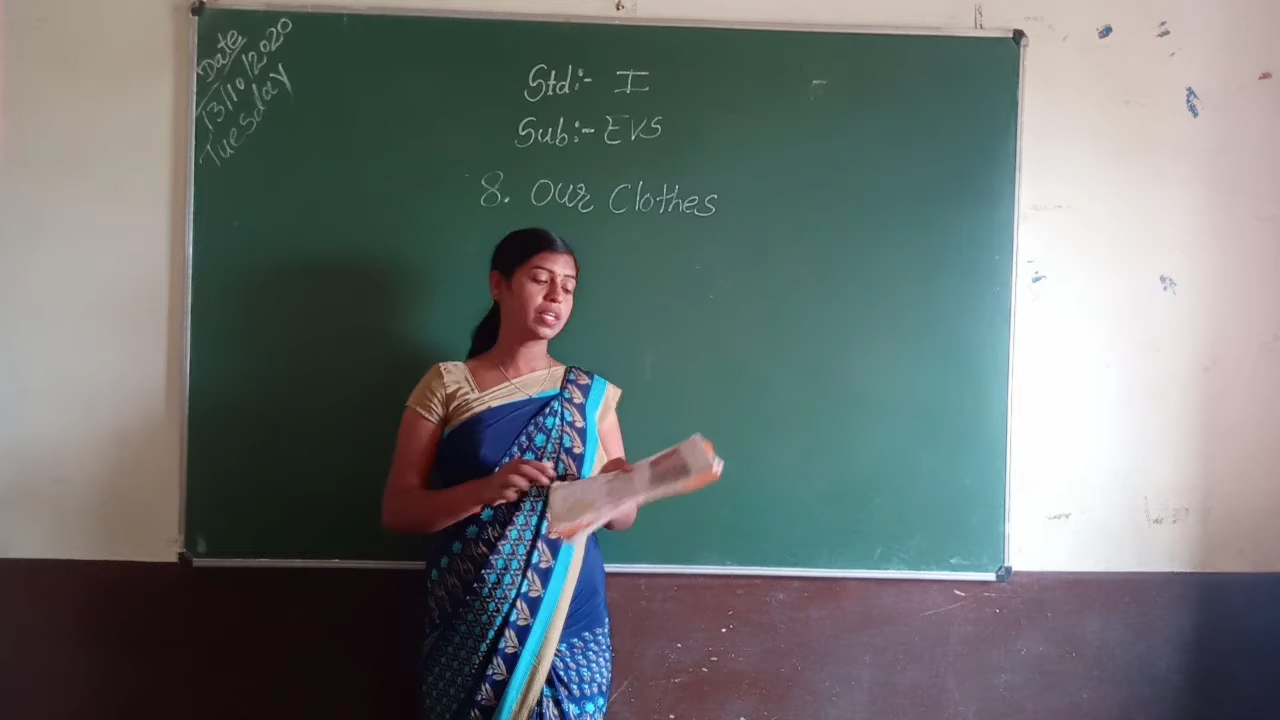 Date
13/10/2020
Tuesday
Std:- I
Sub:- EVS
8. Our Clothes